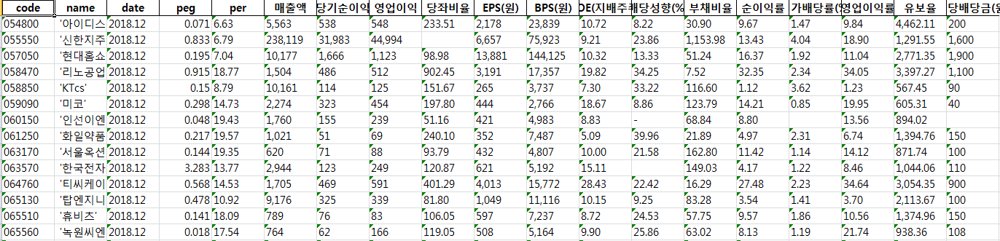 code name date peg per 매출액 당기순이익 영업이익 당좌비율 EPS(원) BPS(원) OE(지배주주 배당성향(% 부채비율 순이익률 가배당률(% 영업이익률 유보율 당배당금(원
054800 '아이디스 2018.12 0.071 6.63 5,563 538 548 233.51 2,178 23,839 10.72 8.22 30.90 9.67 1.47 9.84 4,462.11 200
055550 '신한지주 2018.12 0.833 6.79 238,119 31,983 44,994 6,657 75,923 9.21 23.86 1,153.98 13.43 4.04 18.90 1,291.55 1,600
057050 '현대홈쇼 2018.12 0.195 7.04 10,177 1,666 1,123 98.98 13,881 144,125 10.32 13.33 51.24 16.37 1.92 11.04 2,771.35 1,900
058470 '리노공업 2018.12 0.915 18.77 1,504 486 512 902.45 3,191 17,357 19.82 34.25 7.52 32.35 2.34 34.05 3,397.27 1,100
058850 'KTcs' 2018.12 0.15 8.79 10,161 114 125 151.67 265 3,737 7.30 33.22 116.60 1.12 3.62 1.23 567.45 90
059090 '미코' 2018.12 0.298 14.73 2,274 323 454 197.80 444 2,766 18.67 8.86 123.79 14.21 0.85 19.95 605.31 40
060150 '인선이엔 2018.12 0.048 19.43 1,760 155 239 51.16 421 4,983 8.83 - 68.84 8.80 13.56 894.02
061250 '화일약품 2018.12 0.217 19.57 1,021 51 69 240.10 352 7,487 5.09 39.96 21.89 4.97 2.31 6.74 1,394.76 150
063170 '서울옥션 2018.12 0.144 19.35 620 71 88 93.79 432 4,807 10.00 21.58 162.80 11.42 1.14 14.12 871.74 100
063570 '한국전자 2018.12 3.283 13.77 2,944 123 249 120.87 621 5,192 15.11 149.03 4.17 1.22 8.46 1,044.06 110
064760 '티씨케이 2018.12 0.568 14.53 1,705 469 591 401.29 4,013 15,772 28.43 22.42 16.29 27.48 2.23 34.64 3,054.35 900
065130 '탑엔지니 2018.12 0.478 10.92 9,176 325 339 81.80 1,049 11,116 10.15 9.25 83.28 3.54 1.41 3.70 2,113.67 100
065510 '휴비츠' 2018.12 0.141 18.09 789 76 83 106.05 597 7,237 8.72 24.53 57.75 9.57 1.86 10.56 1,374.96 150
065560 '녹원씨엔 2018.12 0.018 17.54 764 62 166 119.05 508 5,164 9.90 25.86 63.02 8.13 1.19 21.74 938.36 108